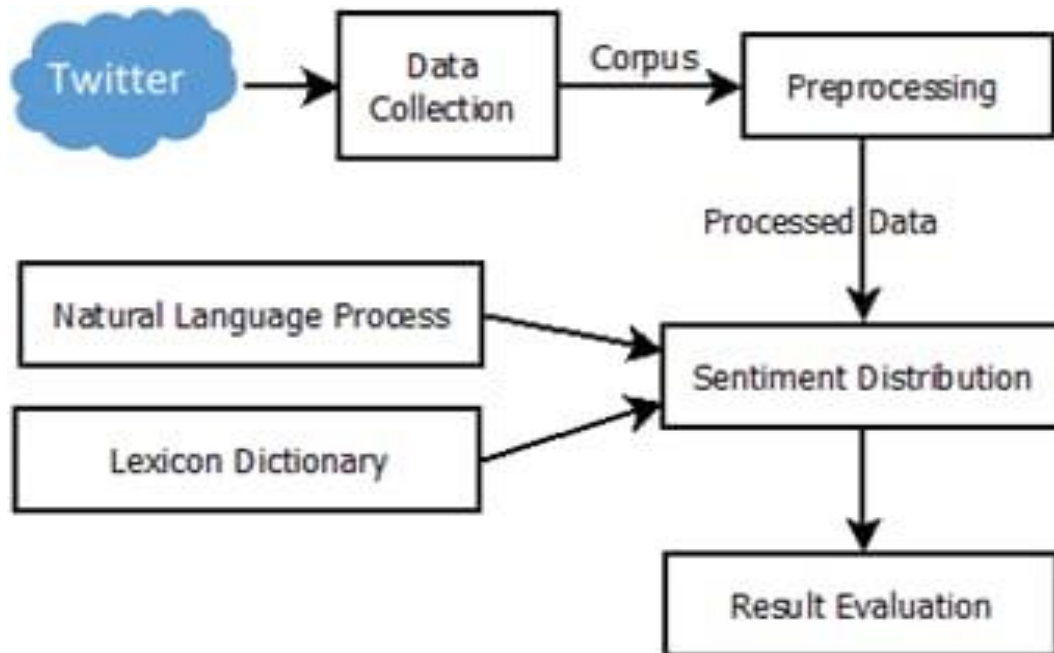 Twitter
Data
Collection
Corpus
Preprocessing
Processed Data
Natural Language Process
Lexicon Dictionary
Sentiment Distribution
Result Evaluation